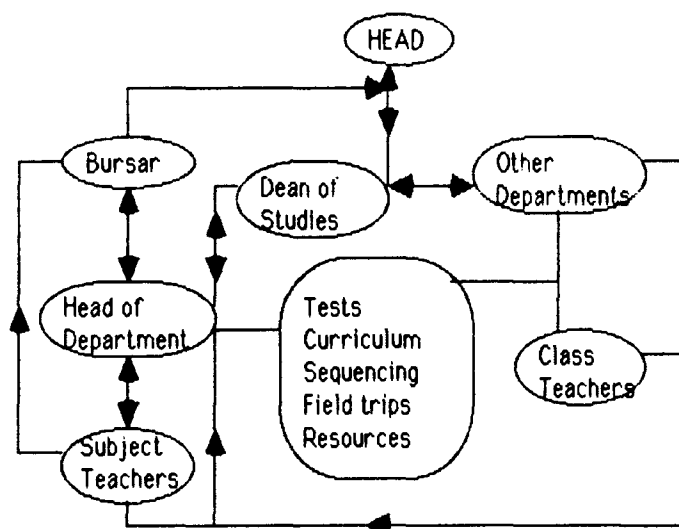 HEAD
Bursar
Dean of
Studies
Other
Departments
Head of
Department
Tests
Curriculum
Sequencing
Field trips
Resources
Class
Teachers
Subject
Teachers